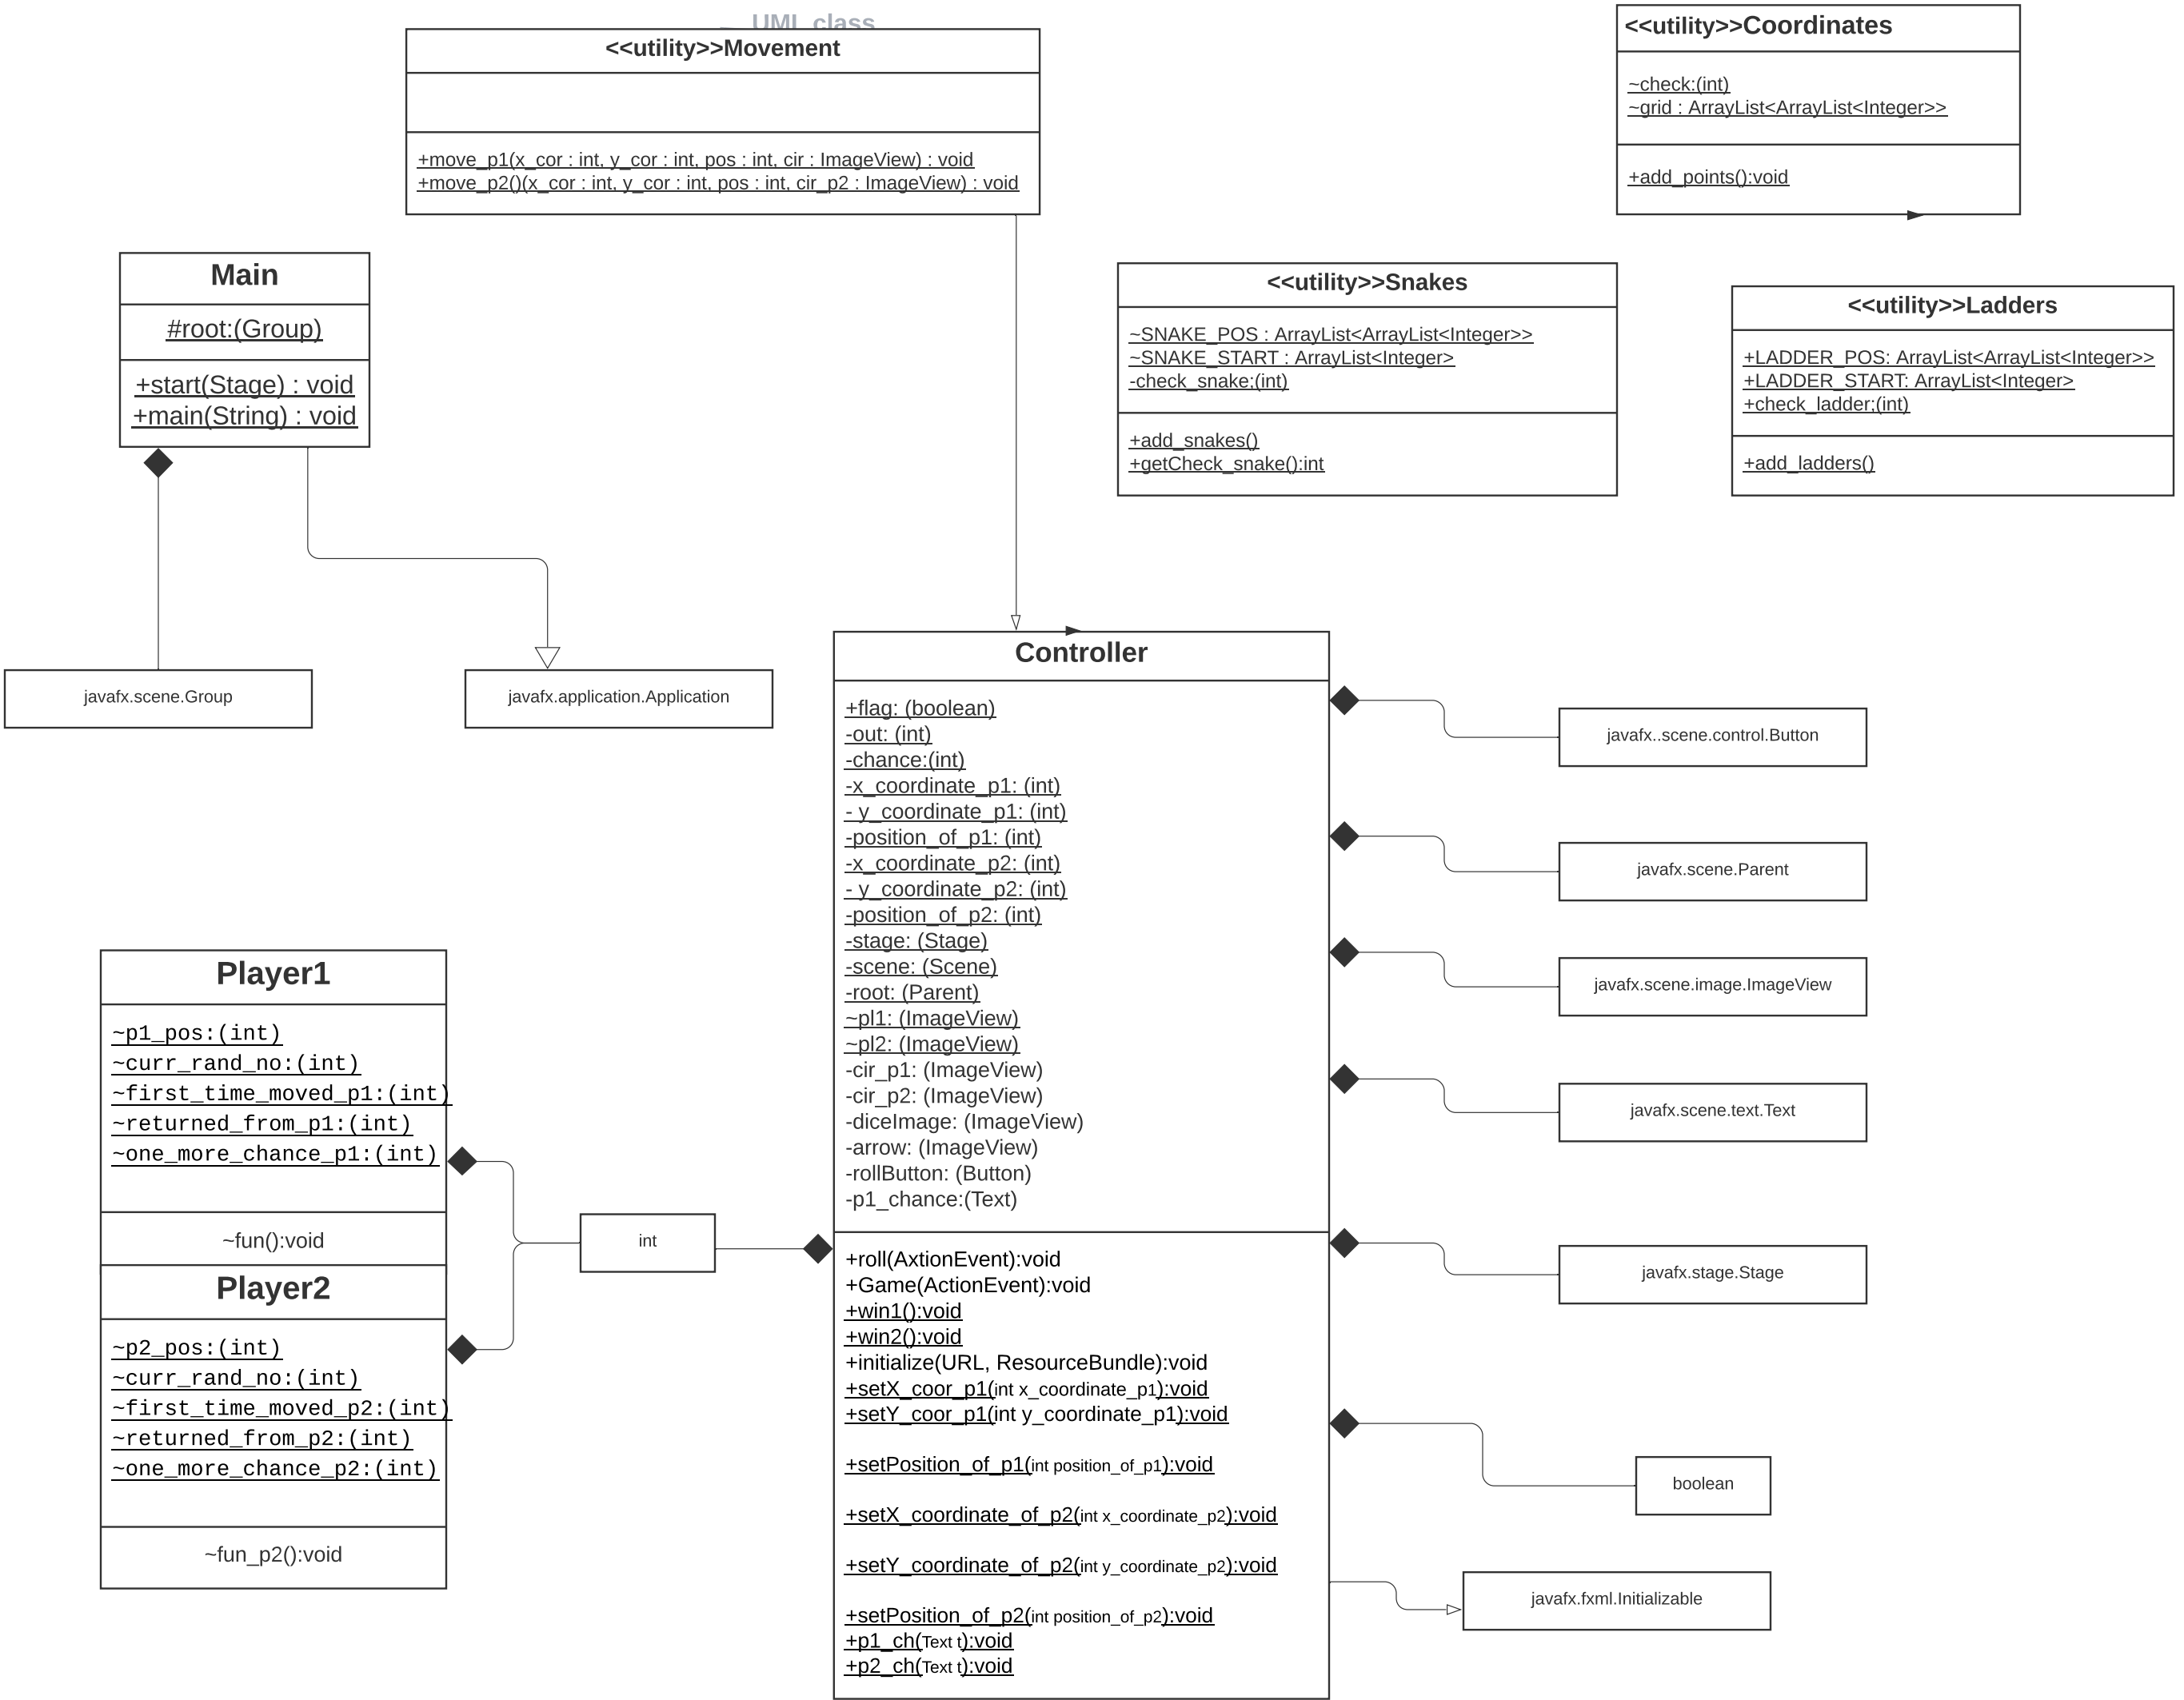 UML class
<<utility>>Movement
+move_p1(x_cor : int, y_cor : int, pos : int, cir : ImageView) : void
+move_p2()(x_cor : int, y_cor : int, pos : int, cir_p2 : ImageView) : void
<<utility>>Coordinates
~check:(int)
~grid : ArrayList<ArrayList<Integer>>
+add_points():void
Main
#root:(Group)
+start(Stage) : void
+main(String) : void
<<utility>>Snakes
~SNAKE_POS : ArrayList<ArrayList<Integer>>
~SNAKE_START : ArrayList<Integer>
-check_snake;(int)
+add_snakes()
+getCheck_snake():int
<<utility>>Ladders
+LADDER_POS: ArrayList<ArrayList<Integer>>
+LADDER_START: ArrayList<Integer>
+check_ladder;(int)
+add_ladders()
javafx.scene.Group
javafx.application.Application
Controller
+flag: (boolean)
-out: (int)
-chance:(int)
-x_coordinate_p1: (int)
- y_coordinate_p1: (int)
-position_of_p1: (int)
-x_coordinate_p2: (int)
- y_coordinate_p2: (int)
-position_of_p2: (int)
-stage: (Stage)
-scene: (Scene)
-root: (Parent)
~pl1: (ImageView)
~pl2: (ImageView)
-cir_p1: (ImageView)
-cir_p2: (ImageView)
-diceImage: (ImageView)
-arrow: (ImageView)
-rollButton: (Button)
-p1_chance:(Text)
+roll(AxtionEvent):void
+Game(ActionEvent):void
+win1():void
+win2():void
+initialize(URL, ResourceBundle):void
+setX_coor_p1(int x_coordinate_p1):void
+setY_coor_p1(int y_coordinate_p1):void
+setPosition_of_p1(int position_of_p1):void
+setX_coordinate_of_p2(int x_coordinate_p2):void
+setY_coordinate_of_p2(int y_coordinate_p2):void
+setPosition_of_p2(int position_of_p2):void
+p1_ch(Text t):void
+p2_ch(Text t):void
javafx..scene.control.Button
javafx.scene.Parent
javafx.scene.image.ImageView
javafx.scene.text.Text
javafx.stage.Stage
boolean
javafx.fxml.Initializable
Player1
~p1_pos:(int)
~curr_rand_no:(int)
~first_time_moved_p1:(int)
~returned_from_p1:(int)
~one_more_chance_p1:(int)
~fun():void
int
Player2
~p2_pos:(int)
~curr_rand_no:(int)
~first_time_moved_p2:(int)
~returned_from_p2:(int)
~one_more_chance_p2:(int)
~fun_p2():void